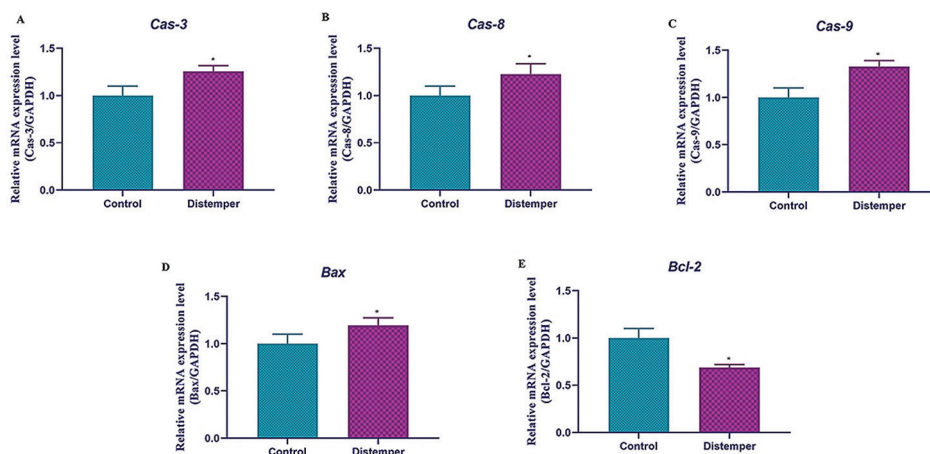 A
Cas-3
Relative mRNA expression level
(Cas-3/GAPDH)
1.5
1.0
0.5
0.0
*
Control
Distemper
B
Cas-8
Relative mRNA expression level
(Cas-8/GAPDH)
1.5
1.0
0.5
0.0
*
Control
Distemper
C
Cas-9
Relative mRNA expression level
(Cas-9/GAPDH)
1.5
1.0
0.5
0.0
*
Control
Distemper
D
Bax
Relative mRNA expression level
(Bax/GAPDH)
1.5
1.0
0.5
0.0
*
Control
Distemper
E
Bcl-2
Relative mRNA expression level
(Bcl-2/GAPDH)
1.5
1.0
0.5
0.0
*
Control
Distemper